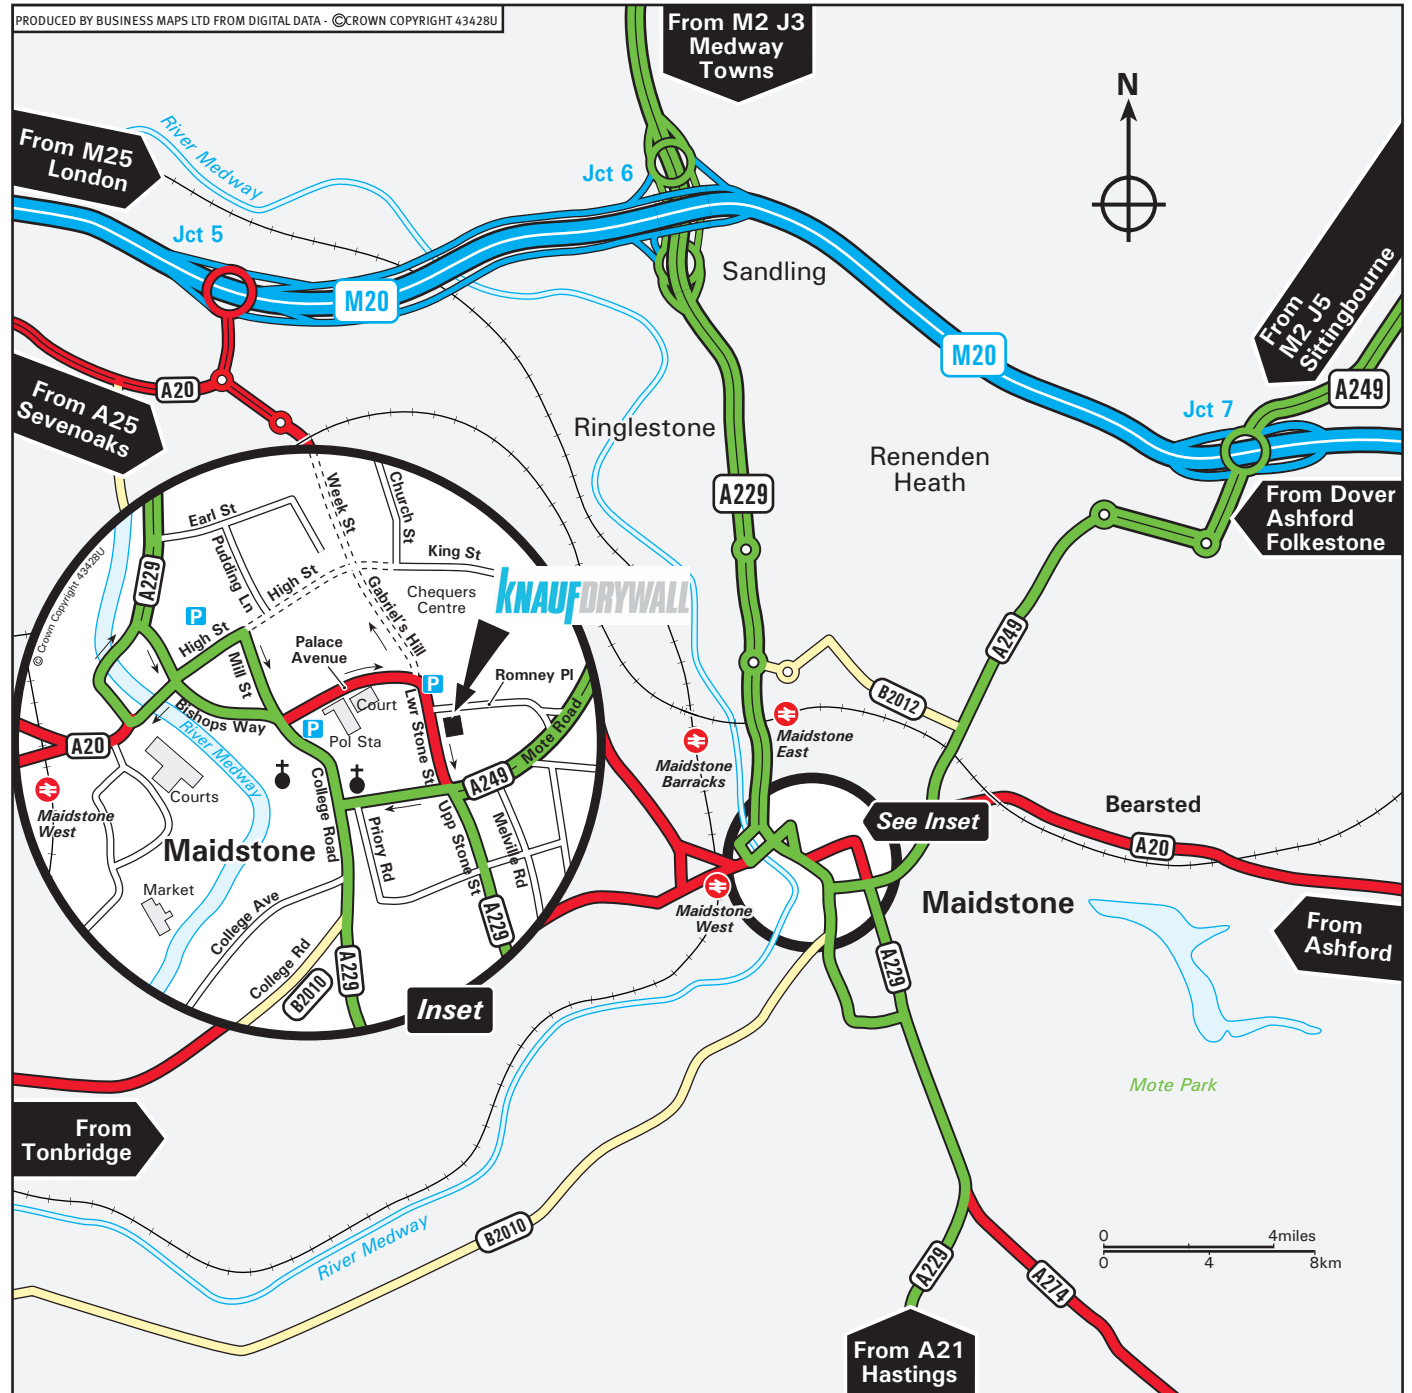 PRODUCED BY BUSINESS MAPS LTD FROM DIGITAL DATA - ©CROWN COPYRIGHT 43428U
From M2 J3
Medway
Towns
N
From M25
London
River Medway
Jct 6
Jct 5
Sandling
M20
M20
From
M2 J5
Sittingbourne
A249
A20
From A25
Sevenoaks
Jct 7
Ringlestone
Renenden
Heath
A229
From Dover
Ashford
Folkestone
Week St
Church St
Earl St
King St
Pudding Ln
High St
© Crown Copyright 43428U
A229
P
Gabriel's Hill
Chequers
Centre
KNAUFDRYWALL
High St
Palace
Avenue
Mill St
P
Romney Pl
Court
Lwr Stone St
Mote Road
Bishops Way
P
Pol Sta
A20
River Medway
Courts
A249
Maidstone
West
College Road
Priory Rd
Upp Stone St
Melville Rd
Maidstone
Market
College Ave
College Rd
A229
A229
B2010
Inset
A249
B2012
Maidstone
East
Maidstone
Barracks
See Inset
Bearsted
A20
Maidstone
West
Maidstone
From
Ashford
A229
Mote Park
From
Tonbridge
River Medway
B2010
0 4miles
0 4 8km
A229
A274
From A21
Hastings